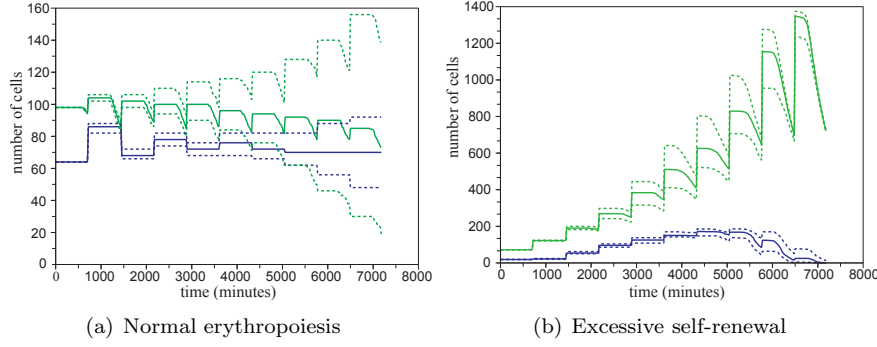 160
140
120
100
80
60
40
20
0
number of cells
0 1000 2000 3000 4000 5000 6000 7000 8000
time (minutes)
(a) Normal erythropoiesis
1400
1200
1000
800
600
400
200
0
number of cells
0 1000 2000 3000 4000 5000 6000 7000 8000
time (minutes)
(b) Excessive self-renewal